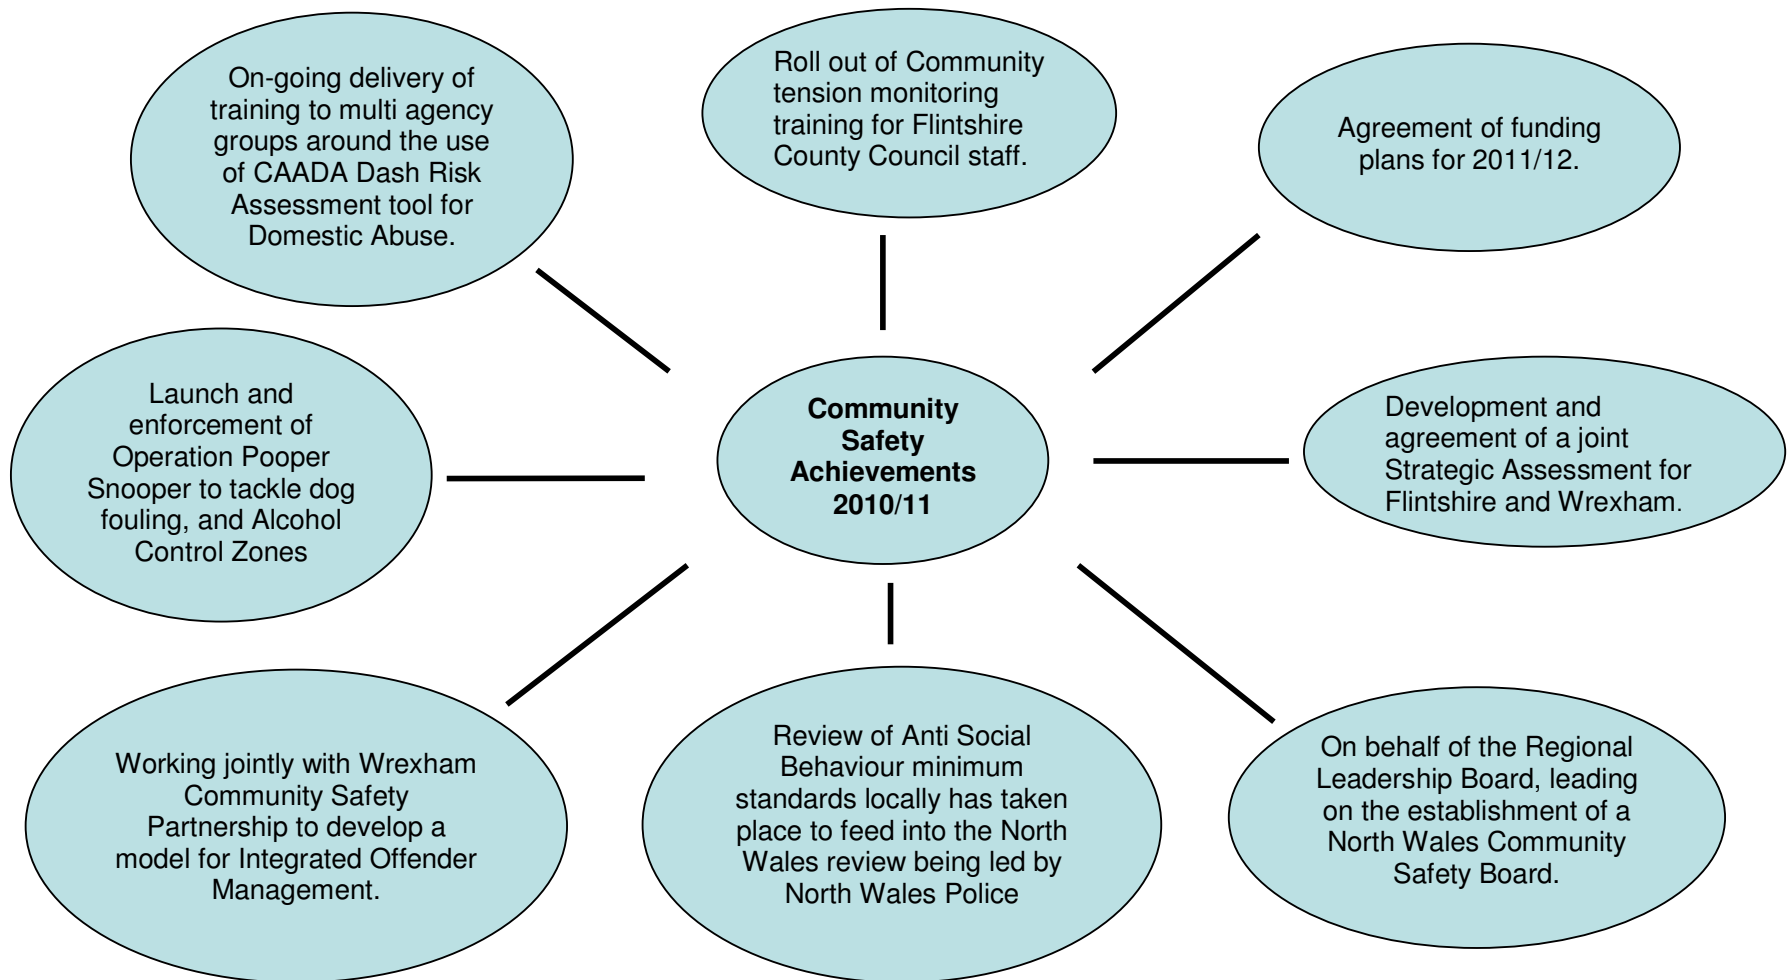 On-going delivery of
training to multi agency
groups around the use
of CAADA Dash Risk
Assessment tool for
Domestic Abuse.
Roll out of Community
tension monitoring
training for Flintshire
County Council staff.
Agreement of funding
plans for 2011/12.
Launch and
enforcement of
Operation Pooper
Snooper to tackle dog
fouling, and Alcohol
Control Zones
Community
Safety
Achievements
2010/11
Development and
agreement of a joint
Strategic Assessment for
Flintshire and Wrexham.
Working jointly with Wrexham
Community Safety
Partnership to develop a
model for Integrated Offender
Management.
Review of Anti Social
Behaviour minimum
standards locally has taken
place to feed into the North
Wales review being led by
North Wales Police
On behalf of the Regional
Leadership Board, leading
on the establishment of a
North Wales Community
Safety Board.